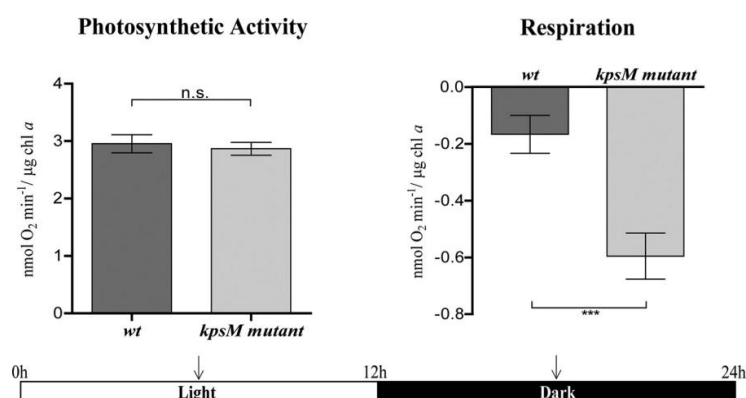 Photosynthetic Activity
nmol O₂ min⁻¹/ μg chl a
4
3
2
1
0
n.s.
wt
kpsM mutant
Respiration
nmol O₂ min⁻¹/ μg chl a
wt
kpsM mutant
0.0
-0.2
-0.4
-0.6
-0.8
***
0h
12h
24h
Light
Dark